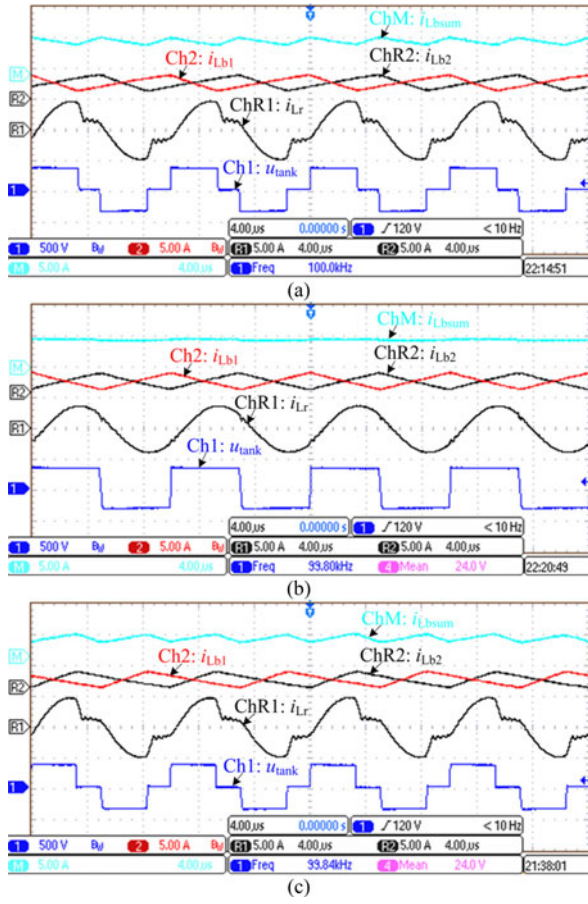 ChM: iLbsum
Ch2: iLb1
ChR2: iLb2
M
R2
ChR1: iLr
R1
Ch1: utank
1
4.00μs 0.00000 s 1 120 V < 10 Hz
1 500 V BW 2 5.00 A BW R1 5.00 A 4.00μs R2 5.00 A 4.00μs
M 5.00 A 4.00μs 1 Freq 100.0kHz 22:14:51
(a)
ChM: iLbsum
Ch2: iLb1
ChR2: iLb2
M
R2
ChR1: iLr
R1
Ch1: utank
1
4.00μs 0.00000 s 1 120 V < 10 Hz
1 500 V BW 2 5.00 A BW R1 5.00 A 4.00μs R2 5.00 A 4.00μs
M 5.00 A 4.00μs 1 Freq 99.80kHz 4 Mean 24.0 V 22:20:49
(b)
ChM: iLbsum
M
Ch2: iLb1
ChR2: iLb2
R2
ChR1: iLr
R1
Ch1: utank
1
4.00μs 0.00000 s 1 120 V < 10 Hz
1 500 V BW 2 5.00 A BW R1 5.00 A 4.00μs R2 5.00 A 4.00μs
M 5.00 A 4.00μs 1 Freq 99.84kHz 4 Mean 24.0 V 21:38:01
(c)